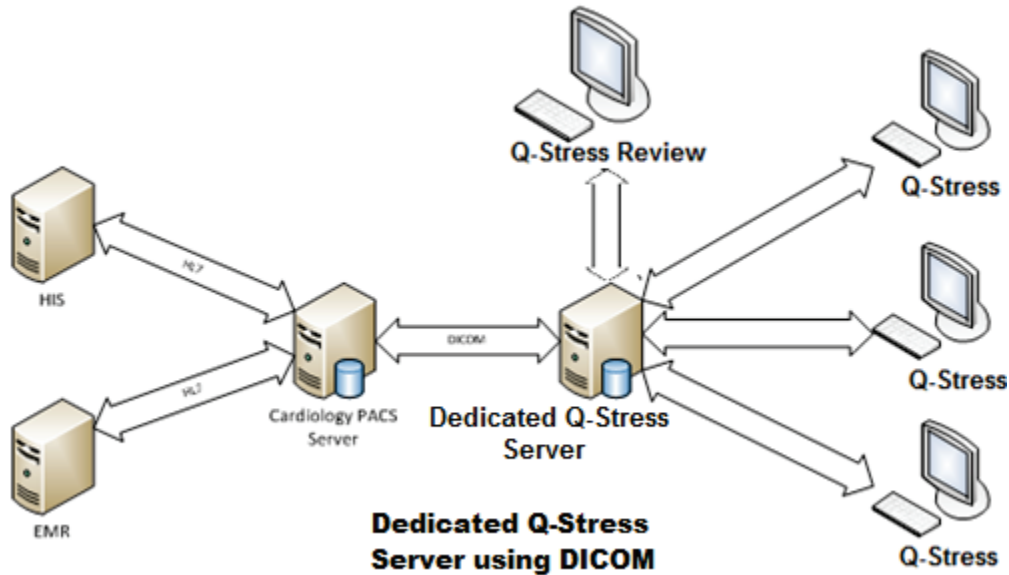 Q-Stress Review
Q-Stress
HL7
HIS
DICOM
Q-Stress
HL7
Cardiology PACS
Server
Dedicated Q-Stress
Server
EMR
Dedicated Q-Stress
Server using DICOM
Q-Stress